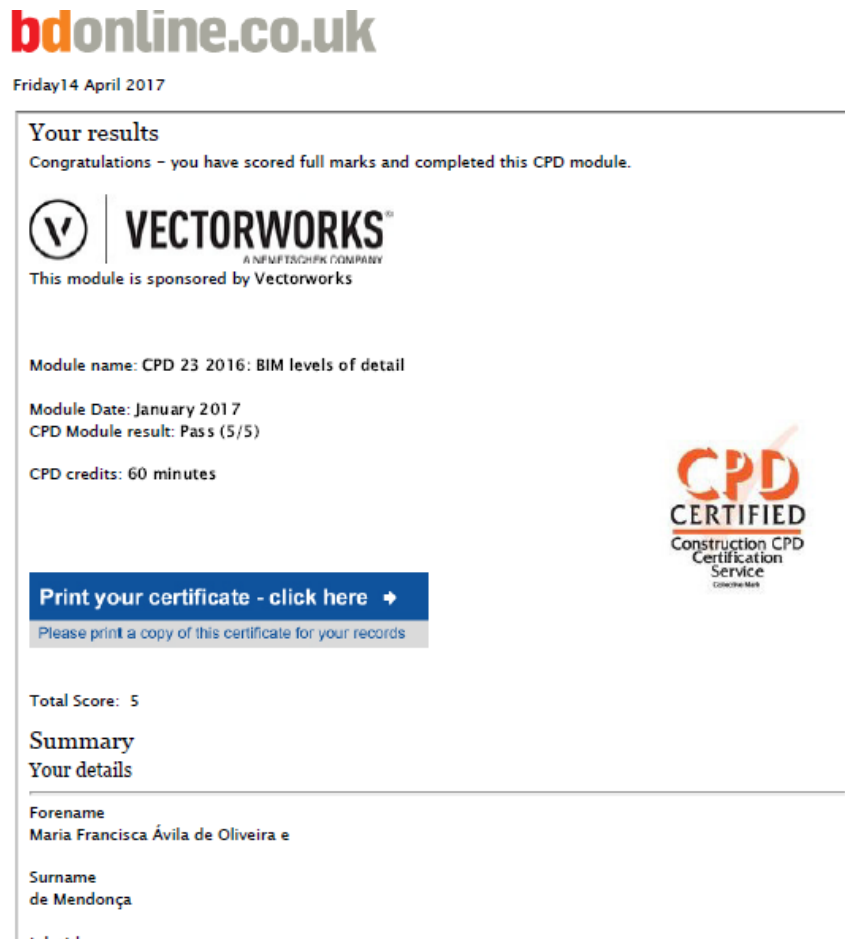 bdonline.co.uk
Friday14 April 2017
Your results
Congratulations – you have scored full marks and completed this CPD module.
V VECTORWORKS®
A NEMETSCHEK COMPANY
This module is sponsored by Vectorworks
Module name: CPD 23 2016: BIM levels of detail
Module Date: January 2017
CPD Module result: Pass (5/5)
CPD credits: 60 minutes
CPD
CERTIFIED
Construction CPD
Certification
Service
Collective Mark
Print your certificate - click here
Please print a copy of this certificate for your records
Total Score: 5
Summary
Your details
Forename
Maria Francisca Ávila de Oliveira e
Surname
de Mendonça